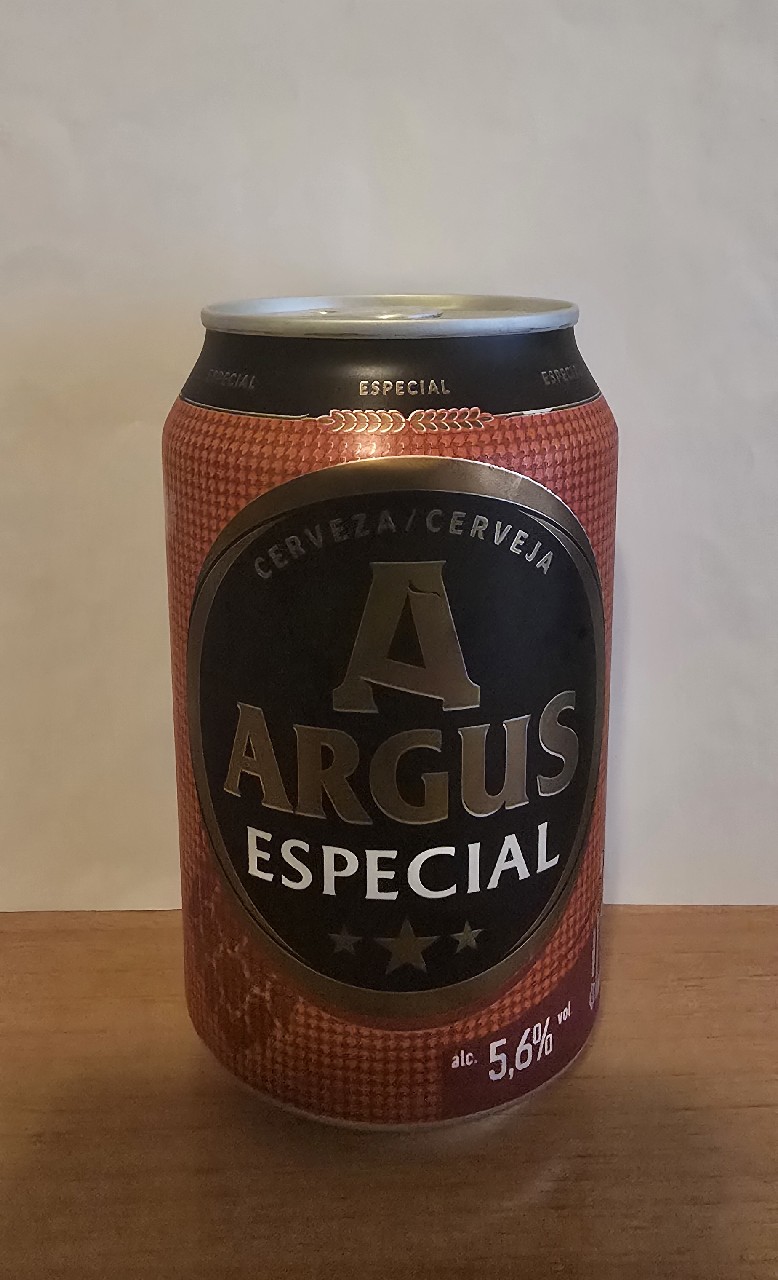 ESPECIAL ESPECIAL ESPECIAL
CERVEZA/CERVEJA
A
ARGUS
ESPECIAL
alc. 5,6% vol